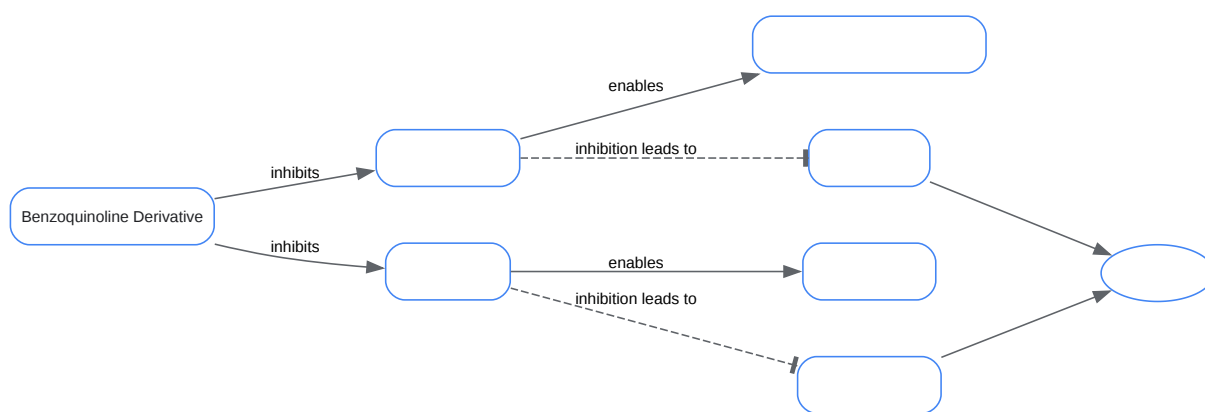 enables
inhibition leads to
inhibits
Benzoquinoline Derivative
inhibits
enables
inhibition leads to